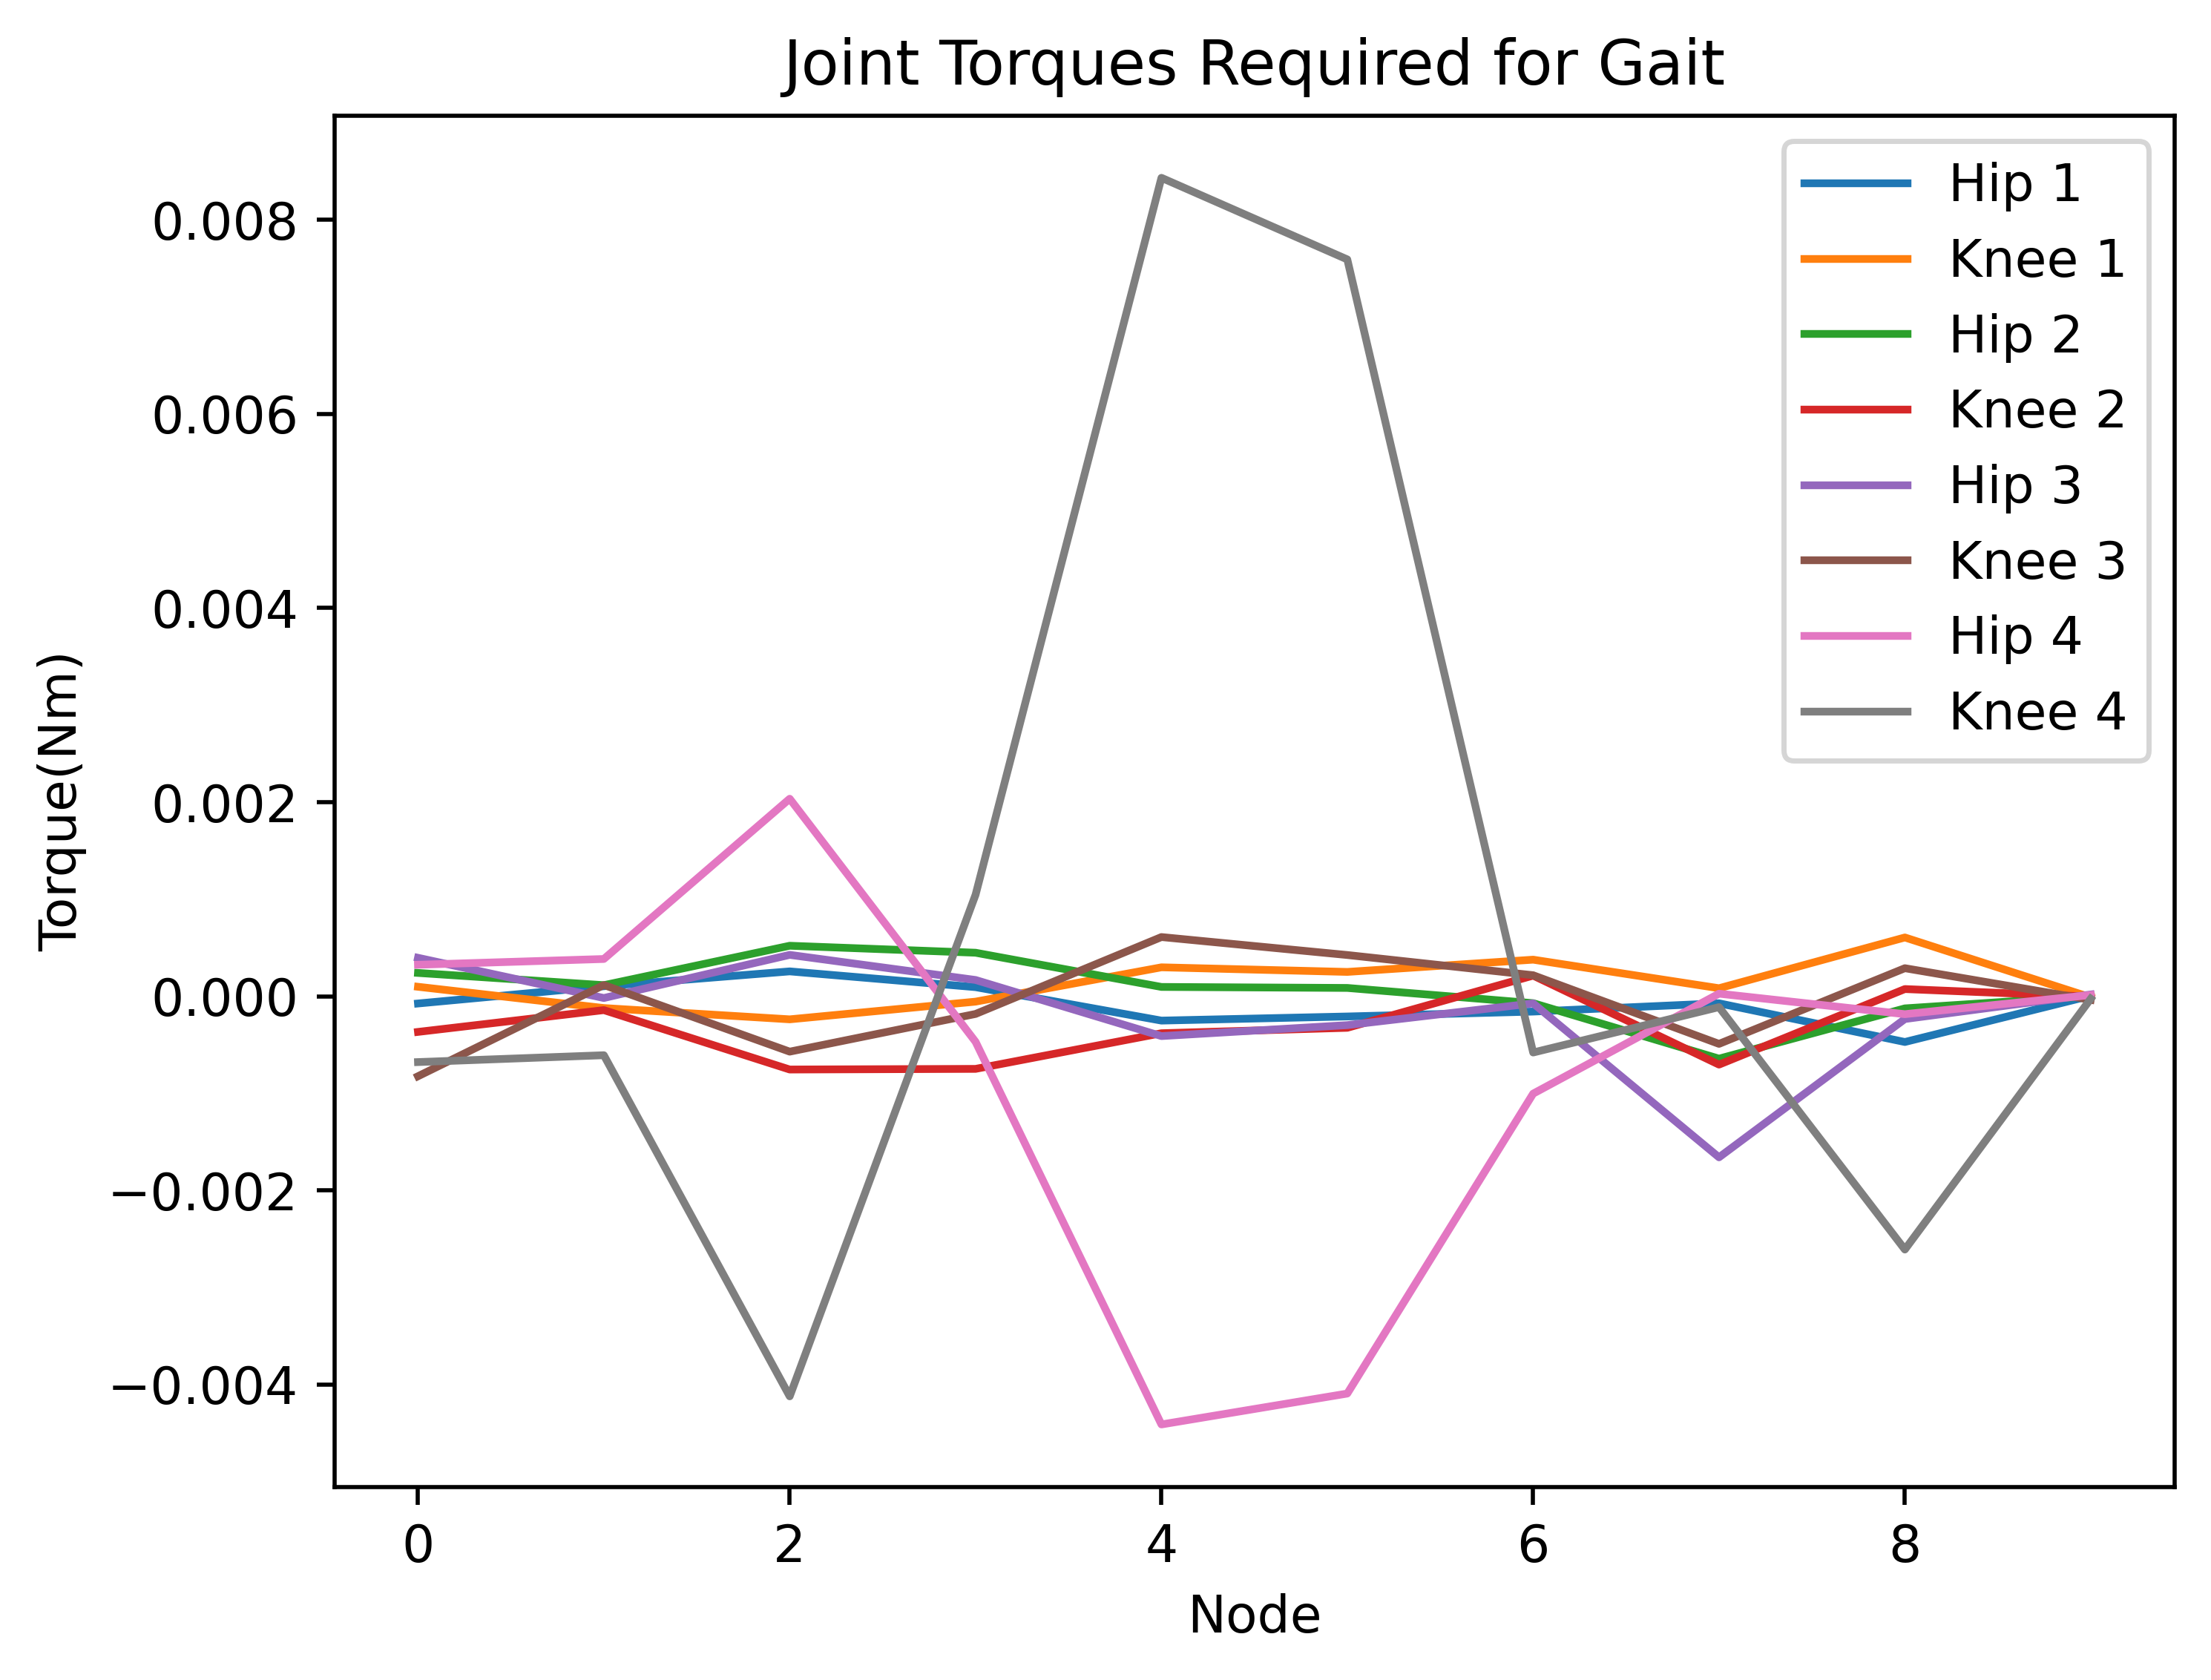 Joint Torques Required for Gait
Hip 1
Knee 1
Hip 2
Knee 2
Hip 3
Knee 3
Hip 4
Knee 4
Torque(Nm)
0.008
0.006
0.004
0.002
0.000
−0.002
−0.004
0 2 4 6 8
Node